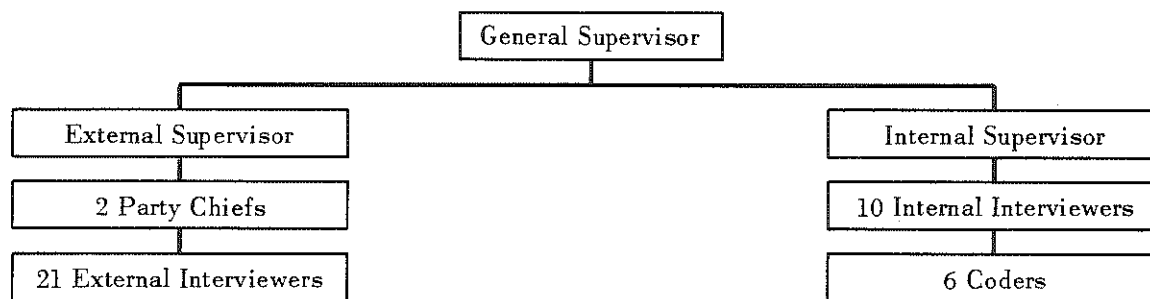 General Supervisor
External Supervisor
Internal Supervisor
2 Party Chiefs
10 Internal Interviewers
21 External Interviewers
6 Coders